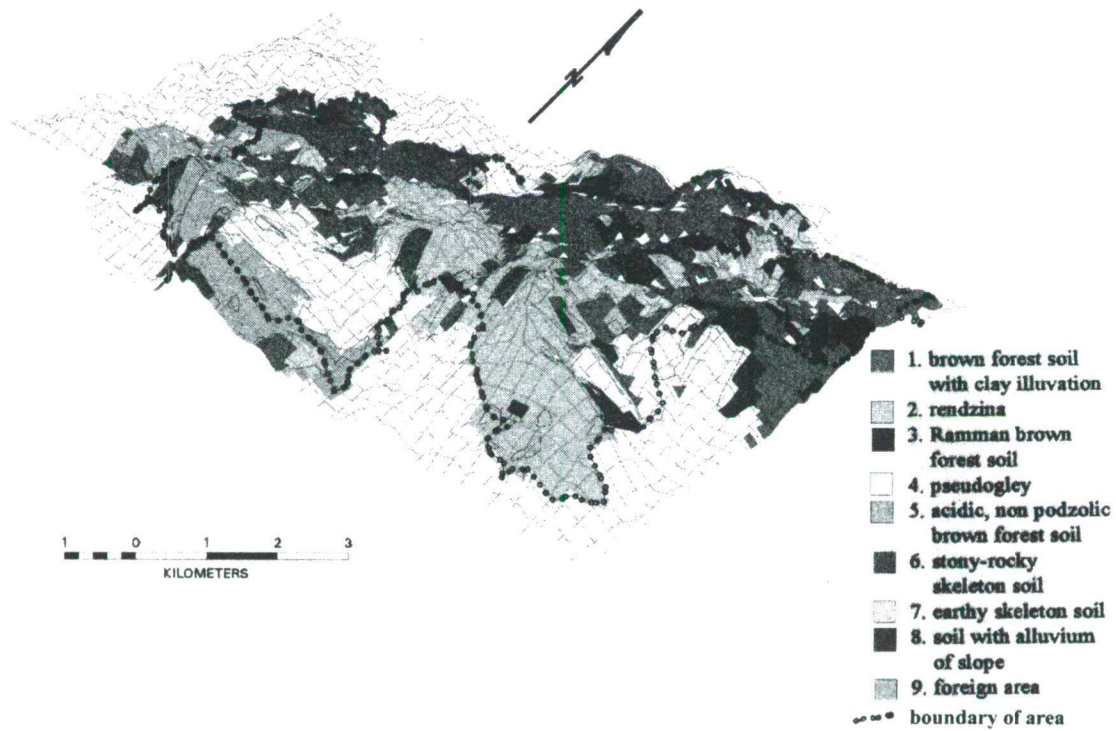 N
1. brown forest soil
with clay illuvation
2. rendzina
3. Ramman brown
forest soil
4. pseudogley
5. acidic, non podzolic
brown forest soil
6. stony-rocky
skeleton soil
7. earthy skeleton soil
8. soil with alluvium
of slope
9. foreign area
boundary of area
1 0 1 2 3
KILOMETERS